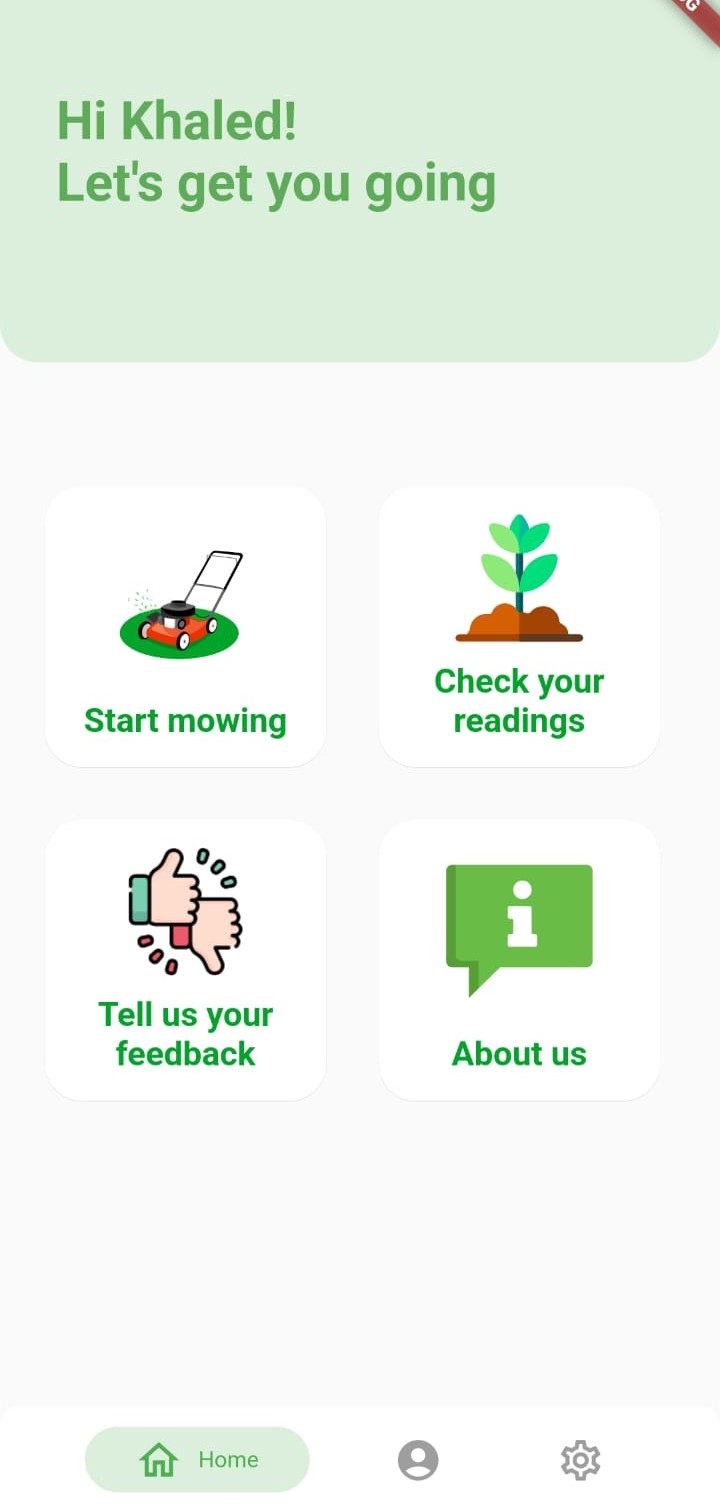 Hi Khaled!
Let's get you going
Start mowing
Check your
readings
Tell us your
feedback
About us
Home